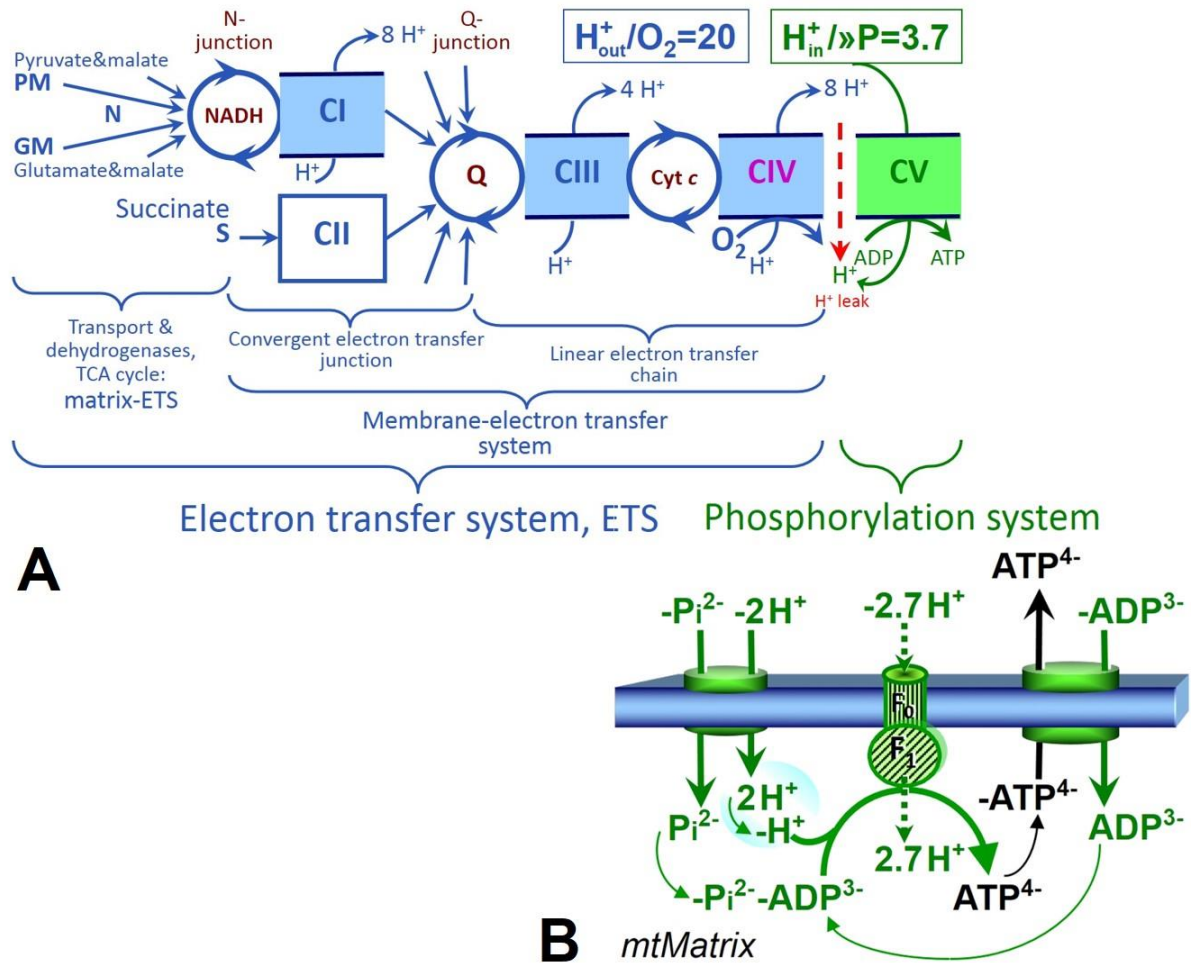 N-
junction
Q-
junction
8 H⁺
H⁺out/O₂=20
H⁺in/»P=3.7
Pyruvate&malate
PM
N
NADH
CI
4 H⁺
8 H⁺
GM
Glutamate&malate
H⁺
Q
CIII
Cyt c
CIV
CV
Succinate
S
CII
H⁺
O₂
H⁺
H⁺
ADP
ATP
H⁺ leak
Transport &
dehydrogenases,
TCA cycle:
matrix-ETS
Convergent electron transfer
junction
Linear electron transfer
chain
Membrane-electron transfer
system
Electron transfer system, ETS
Phosphorylation system
A
ATP⁴⁻
-Pi²⁻
-2H⁺
-2.7H⁺
-ADP³⁻
F₀
F₁
2H⁺
-H⁺
Pi²⁻
2.7H⁺
-ATP⁴⁻
ADP³⁻
-Pi²⁻
-ADP³⁻
ATP⁴⁻
B
mtMatrix